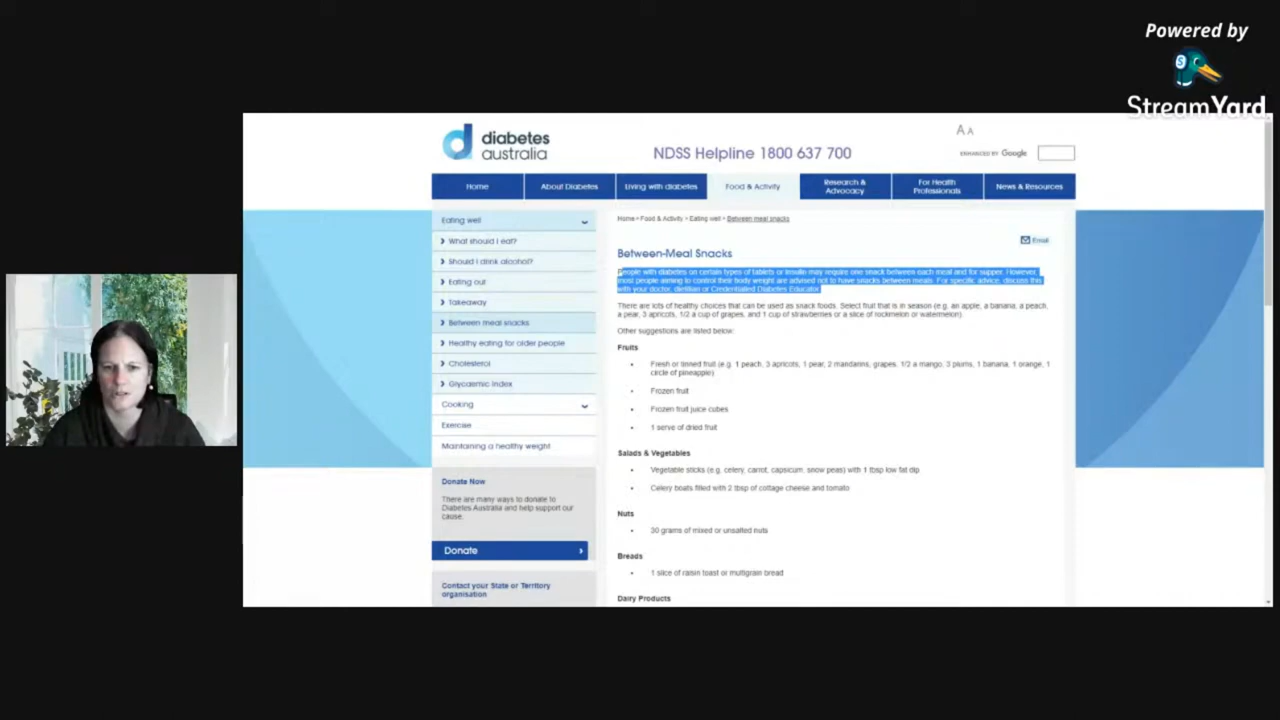 Powered by
StreamYard
diabetes
australia
NDSS Helpline 1800 637 700
A A
ENHANCED BY Google
Home
About Diabetes
Living with diabetes
Food & Activity
Research &
Advocacy
For Health
Professionals
News & Resources
Eating well
What should I eat?
Should I drink alcohol?
Eating out
Takeaway
Between meal snacks
Healthy eating for older people
Cholesterol
Glycaemic Index
Cooking
Exercise
Maintaining a healthy weight
Donate Now
There are many ways to donate to
Diabetes Australia and help support our
cause.
Donate
Contact your State or Territory
organisation
Home > Food & Activity > Eating well > Between meal snacks
Email
Between-Meal Snacks
People with diabetes on certain types of tablets or insulin may require one snack between each meal and for supper. However,
most people aiming to control their body weight are advised not to have snacks between meals. For specific advice, discuss this
with your doctor, dietitian or Credentialled Diabetes Educator.
There are lots of healthy choices that can be used as snack foods. Select fruit that is in season (e.g. an apple, a banana, a peach,
a pear, 3 apricots, 1/2 a cup of grapes, and 1 cup of strawberries or a slice of rockmelon or watermelon).
Other suggestions are listed below:
Fruits
Fresh or tinned fruit (e.g. 1 peach, 3 apricots, 1 pear, 2 mandarins, grapes, 1/2 a mango, 3 plums, 1 banana, 1 orange, 1
circle of pineapple)
Frozen fruit
Frozen fruit juice cubes
1 serve of dried fruit
Salads & Vegetables
Vegetable sticks (e.g. celery, carrot, capsicum, snow peas) with 1 tbsp low fat dip
Celery boats filled with 2 tbsp of cottage cheese and tomato
Nuts
30 grams of mixed or unsalted nuts
Breads
1 slice of raisin toast or multigrain bread
Dairy Products